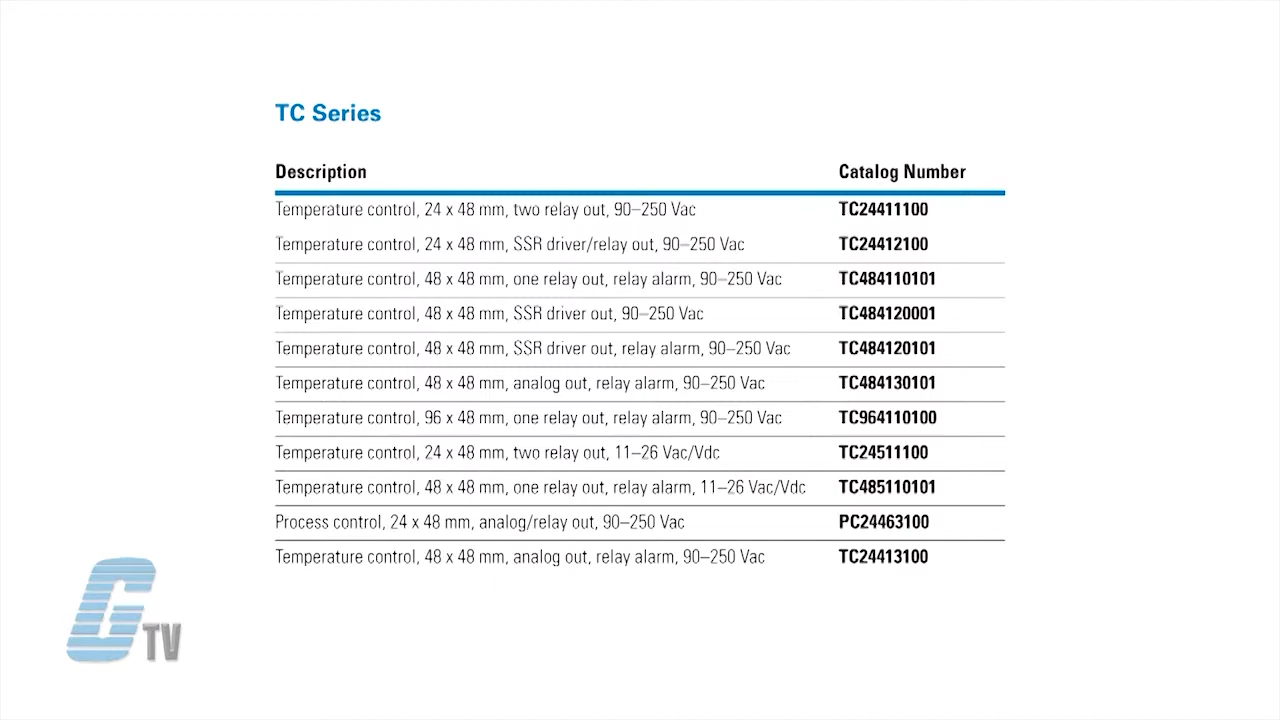 TC Series
Description Catalog Number
Temperature control, 24 x 48 mm, two relay out, 90–250 Vac TC24411100
Temperature control, 24 x 48 mm, SSR driver/relay out, 90–250 Vac TC24412100
Temperature control, 48 x 48 mm, one relay out, relay alarm, 90–250 Vac TC484110101
Temperature control, 48 x 48 mm, SSR driver out, 90–250 Vac TC484120001
Temperature control, 48 x 48 mm, SSR driver out, relay alarm, 90–250 Vac TC484120101
Temperature control, 48 x 48 mm, analog out, relay alarm, 90–250 Vac TC484130101
Temperature control, 96 x 48 mm, one relay out, relay alarm, 90–250 Vac TC964110100
Temperature control, 24 x 48 mm, two relay out, 11–26 Vac/Vdc TC24511100
Temperature control, 48 x 48 mm, one relay out, relay alarm, 11–26 Vac/Vdc TC485110101
Process control, 24 x 48 mm, analog/relay out, 90–250 Vac PC24463100
Temperature control, 48 x 48 mm, analog out, relay alarm, 90–250 Vac TC24413100
G TV